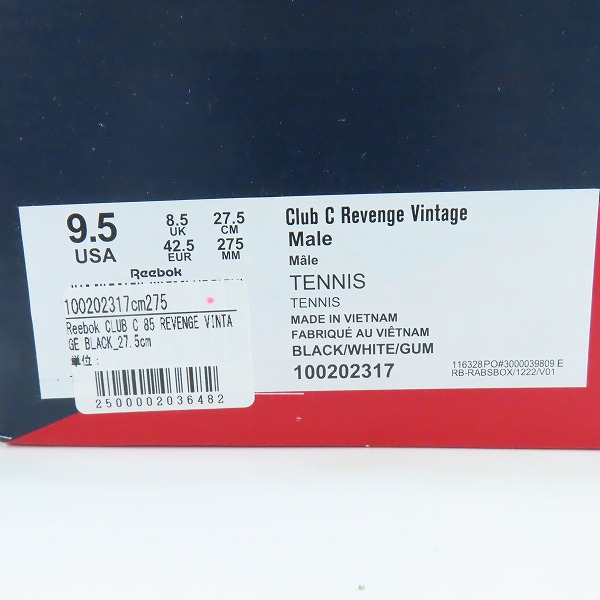 9.5
USA
8.5
UK
42.5
EUR
27.5
CM
275
MM
Reebok
Club C Revenge Vintage
Male
Mâle
TENNIS
TENNIS
MADE IN VIETNAM
FABRIQUÉ AU VIÊTNAM
BLACK/WHITE/GUM
100202317
116328PO#3000039809 E
RB-RABSBOX/1222/V01
100202317cm275
Reebok CLUB C 85 REVENGE VINTA
GE BLACK_27.5cm
単位:
2500002036482